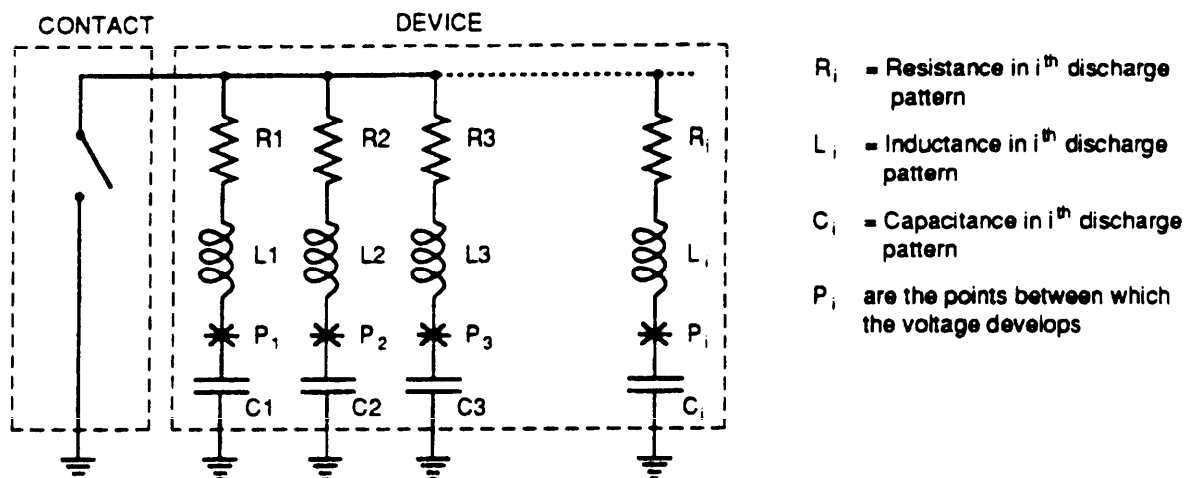 CONTACT
DEVICE
R1 R2 R3 Rᵢ
L1 L2 L3 Lᵢ
P₁ P₂ P₃ Pᵢ
C1 C2 C3 Cᵢ
Rᵢ = Resistance in iᵗʰ discharge
pattern
Lᵢ = Inductance in iᵗʰ discharge
pattern
Cᵢ = Capacitance in iᵗʰ discharge
pattern
Pᵢ are the points between which
the voltage develops